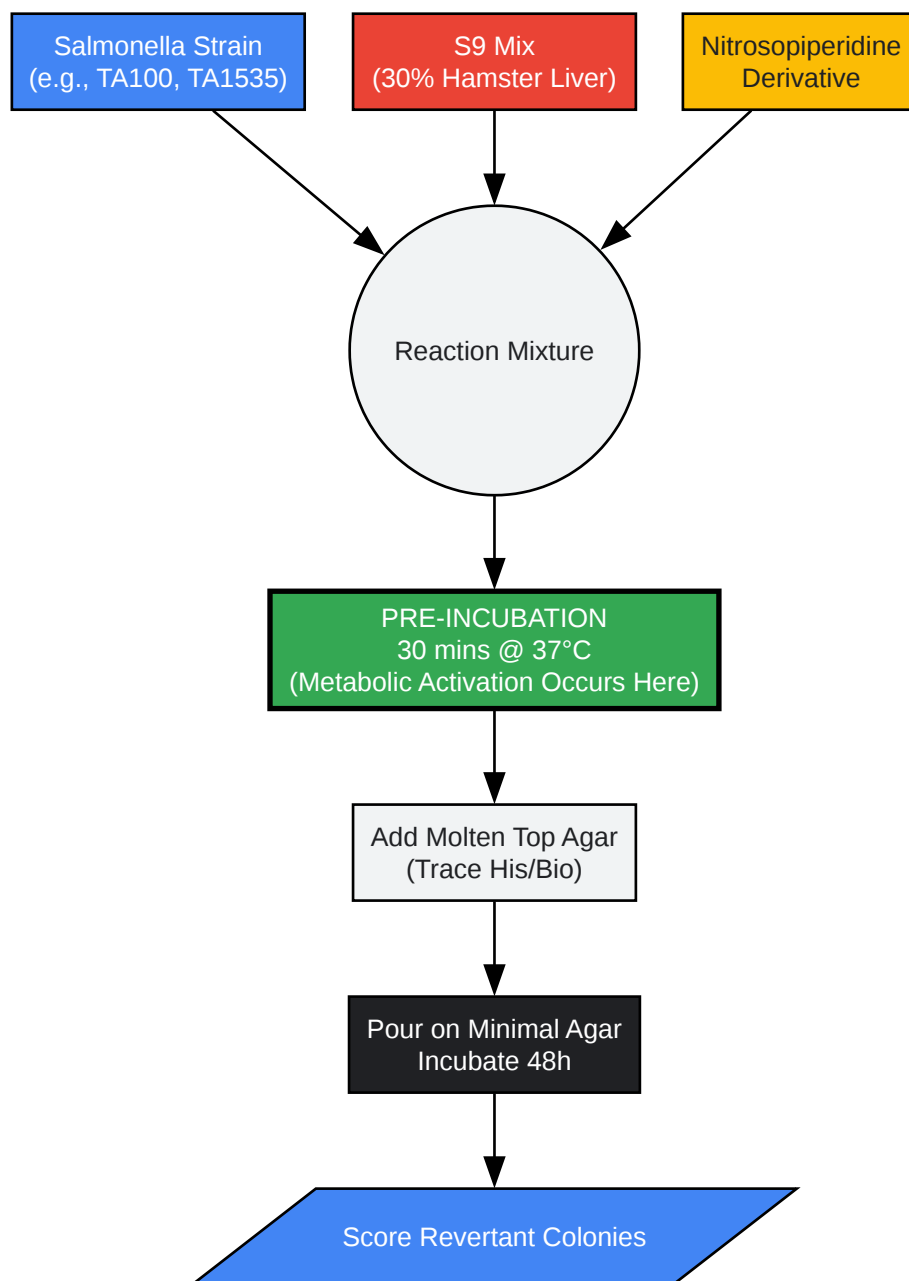 Salmonella Strain
(e.g., TA100, TA1535)
S9 Mix
(30% Hamster Liver)
Nitrosopiperidine
Derivative
Reaction Mixture
PRE-INCUBATION
30 mins @ 37°C
(Metabolic Activation Occurs Here)
Add Molten Top Agar
(Trace His/Bio)
Pour on Minimal Agar
Incubate 48h
Score Revertant Colonies